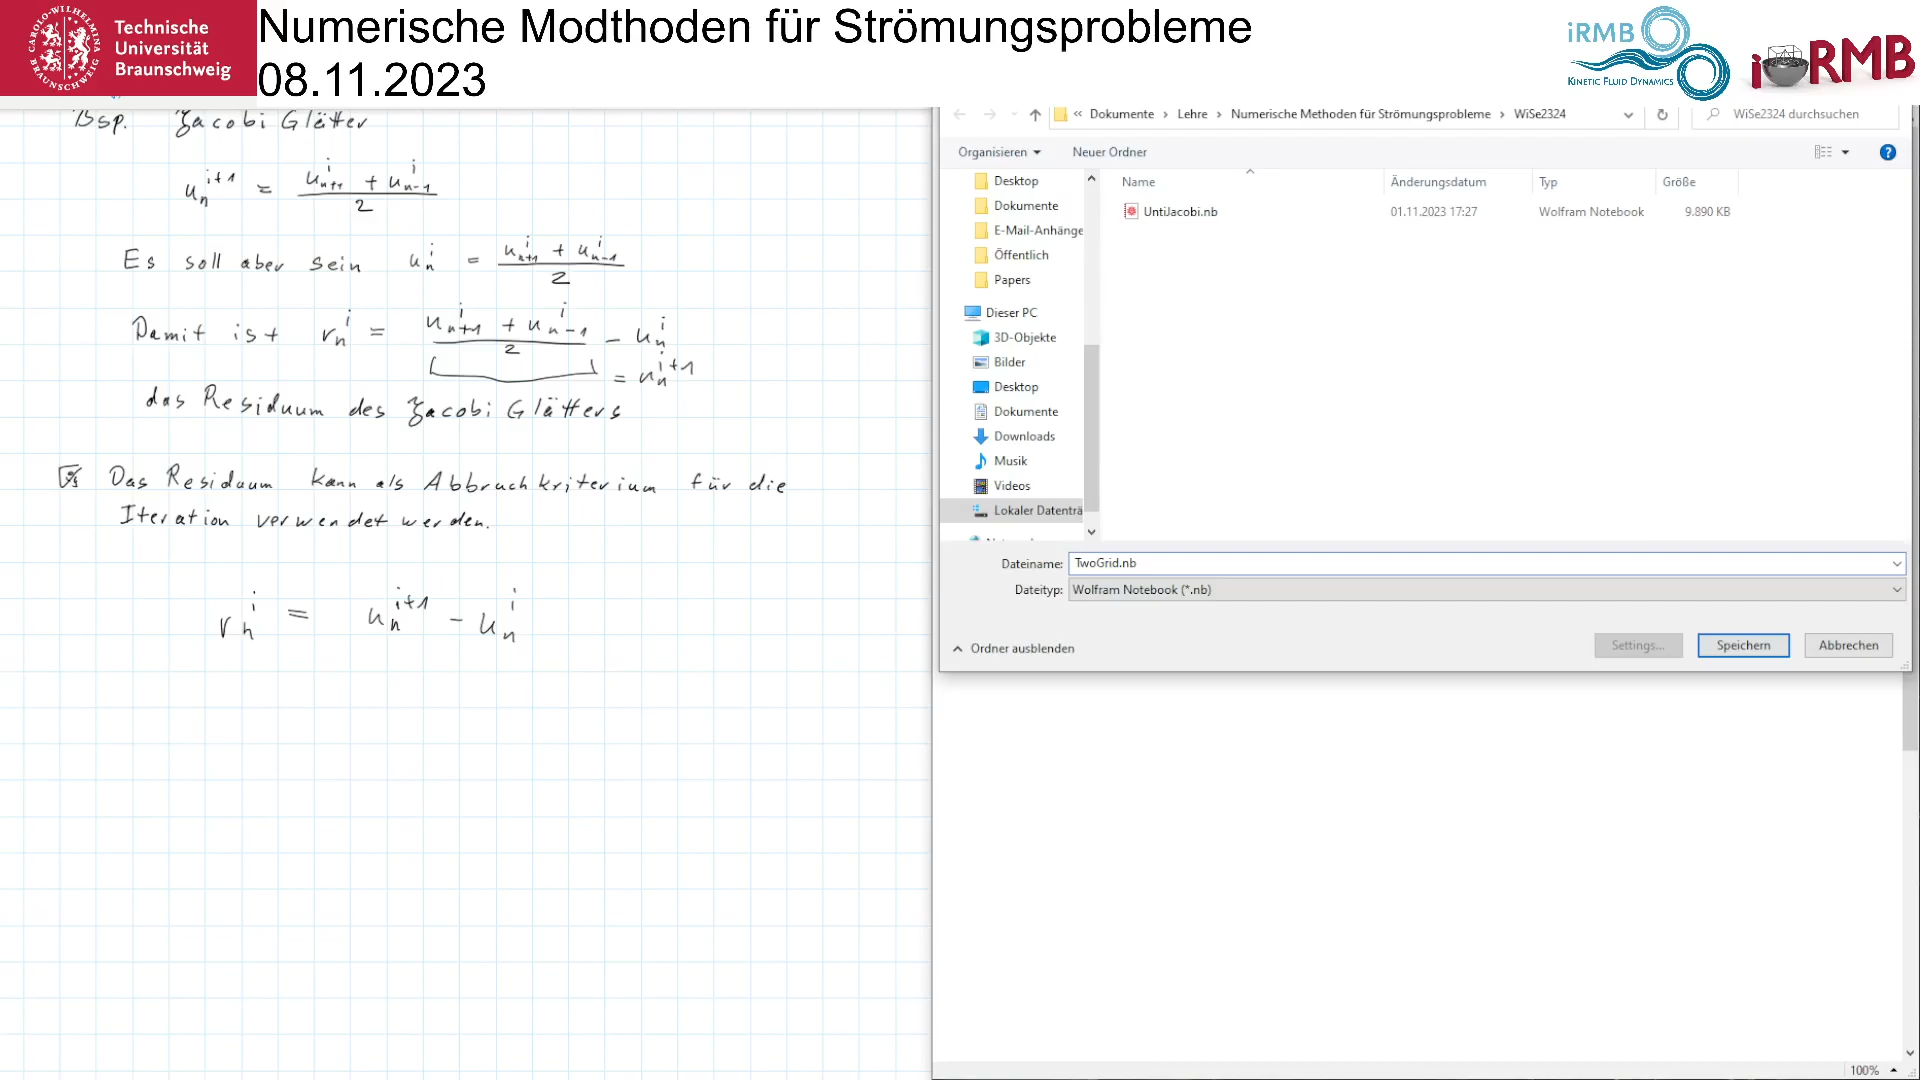 Technische
Universität
Braunschweig
Numerische Modthoden für Strömungsprobleme
08.11.2023
iRMB
KINETIC FLUID DYNAMICS
iRMB
Bsp. Jacobi Glätter
u_n^{i+1} = (u_{n+1}^i + u_{n-1}^i) / 2
Es soll aber sein u_n^i = (u_{n+1}^i + u_{n-1}^i) / 2
Damit ist r_n^i = (u_{n+1}^i + u_{n-1}^i) / 2 - u_n^i
= u_n^{i+1}
das Residuum des Jacobi Glätters
Das Residuum kann als Abbruchkriterium für die
Iteration verwendet werden.
r_n^i = u_n^{i+1} - u_n^i
« Dokumente › Lehre › Numerische Methoden für Strömungsprobleme › WiSe2324
WiSe2324 durchsuchen
Organisieren
Neuer Ordner
Desktop
Dokumente
E-Mail-Anhänge
Öffentlich
Papers
Dieser PC
3D-Objekte
Bilder
Desktop
Dokumente
Downloads
Musik
Videos
Lokaler Datenträ
Name Änderungsdatum Typ Größe
UntiJacobi.nb 01.11.2023 17:27 Wolfram Notebook 9.890 KB
Dateiname: TwoGrid.nb
Dateityp: Wolfram Notebook (*.nb)
Ordner ausblenden
Settings...
Speichern
Abbrechen
100%